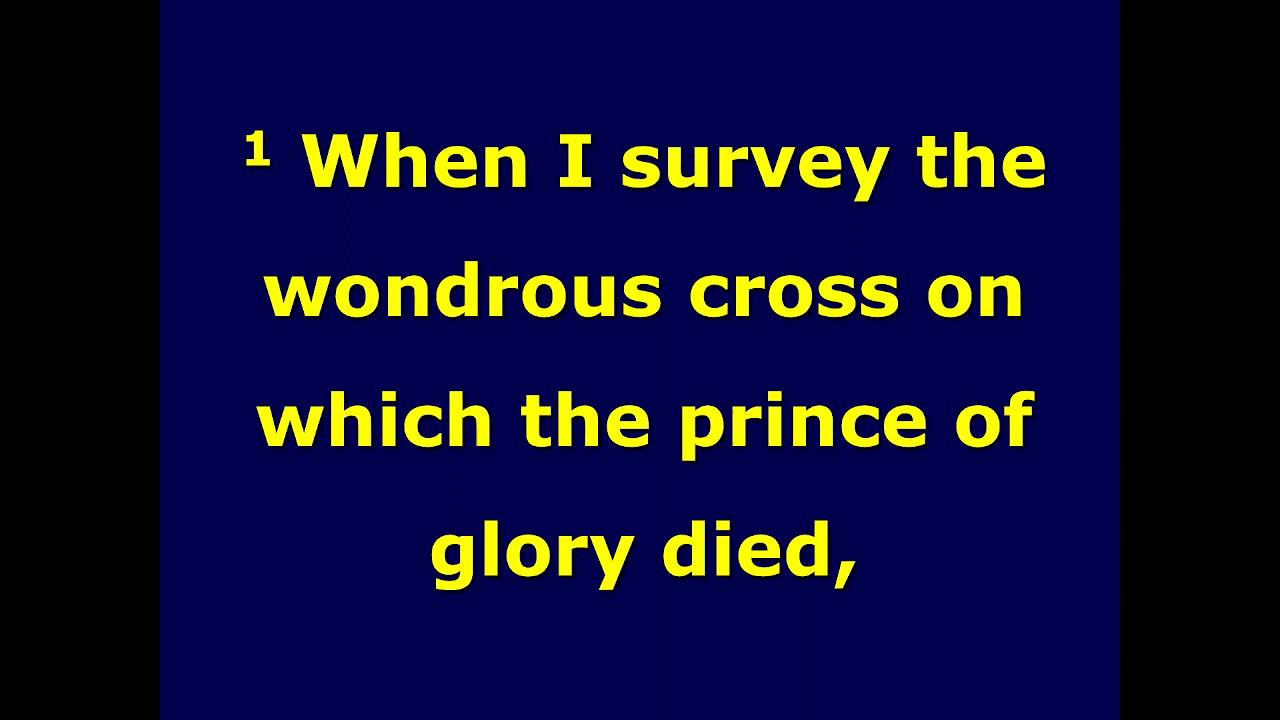 ¹ When I survey the
wondrous cross on
which the prince of
glory died,